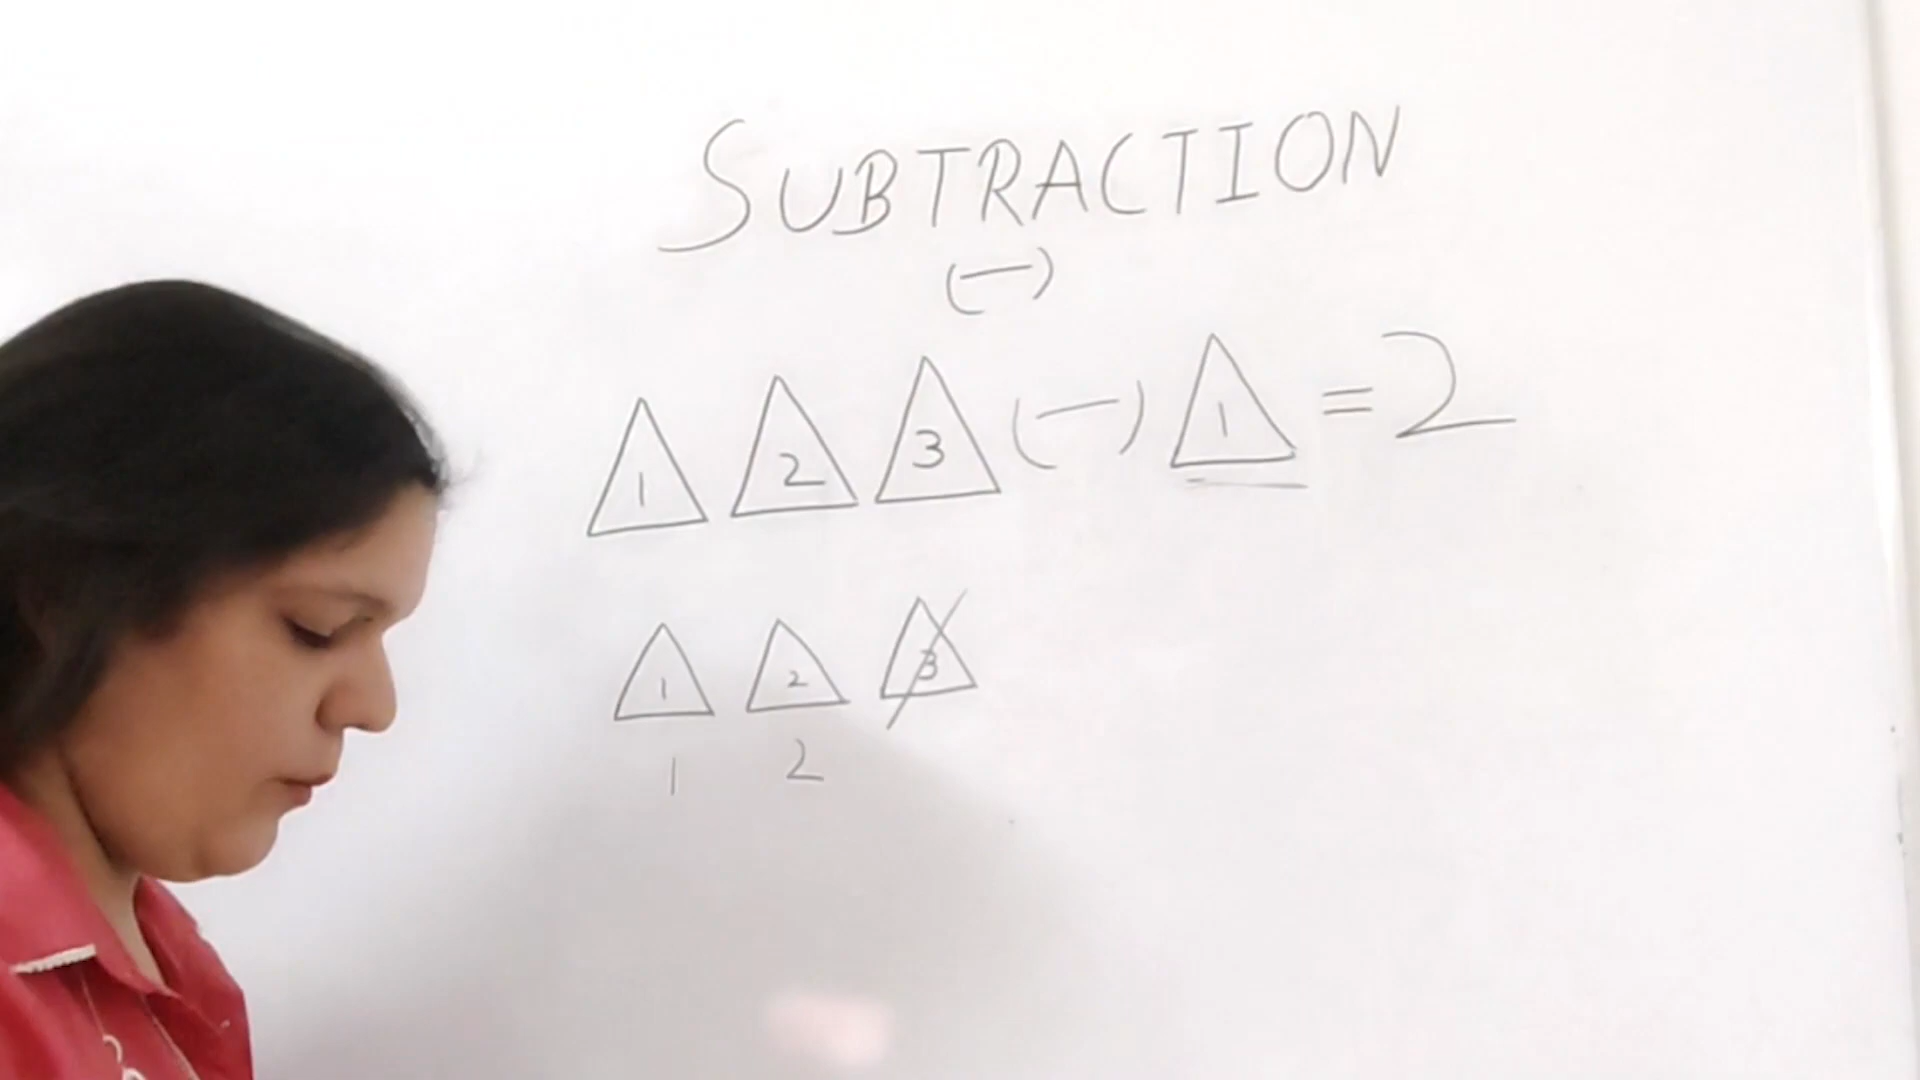 SUBTRACTION
(—)
1 2 3 (—) 1 = 2
1 2 3
1 2